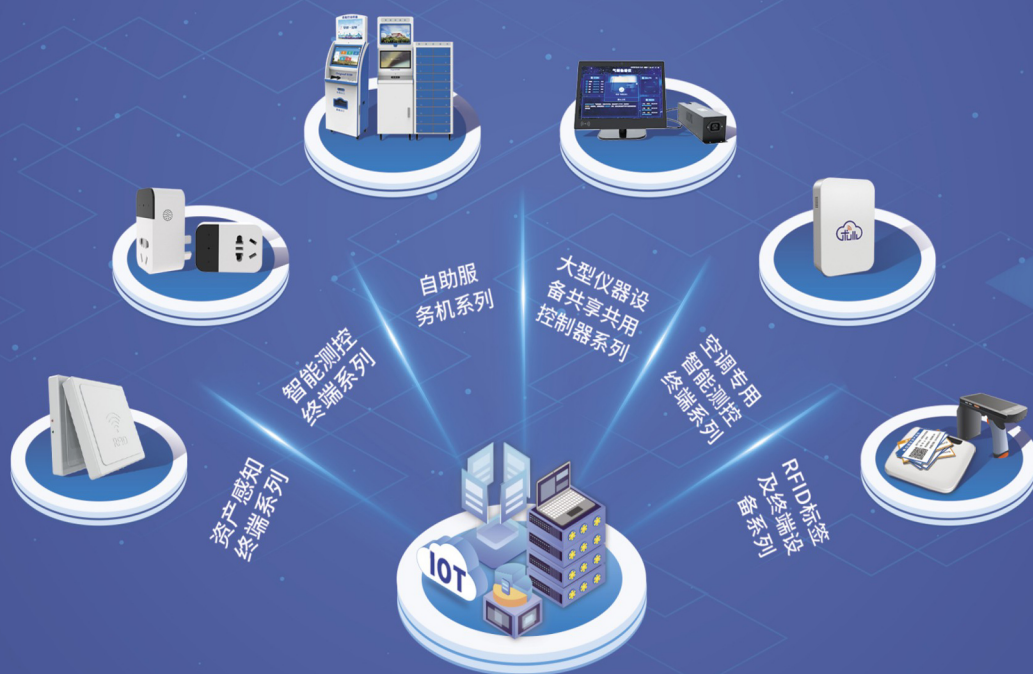 自助服
务机系列
大型仪器设
备共享共用
控制器系列
智能测控
终端系列
空调专用
智能测控
终端系列
资产感知
终端系列
RFID标签
及终端设
备系列
IOT